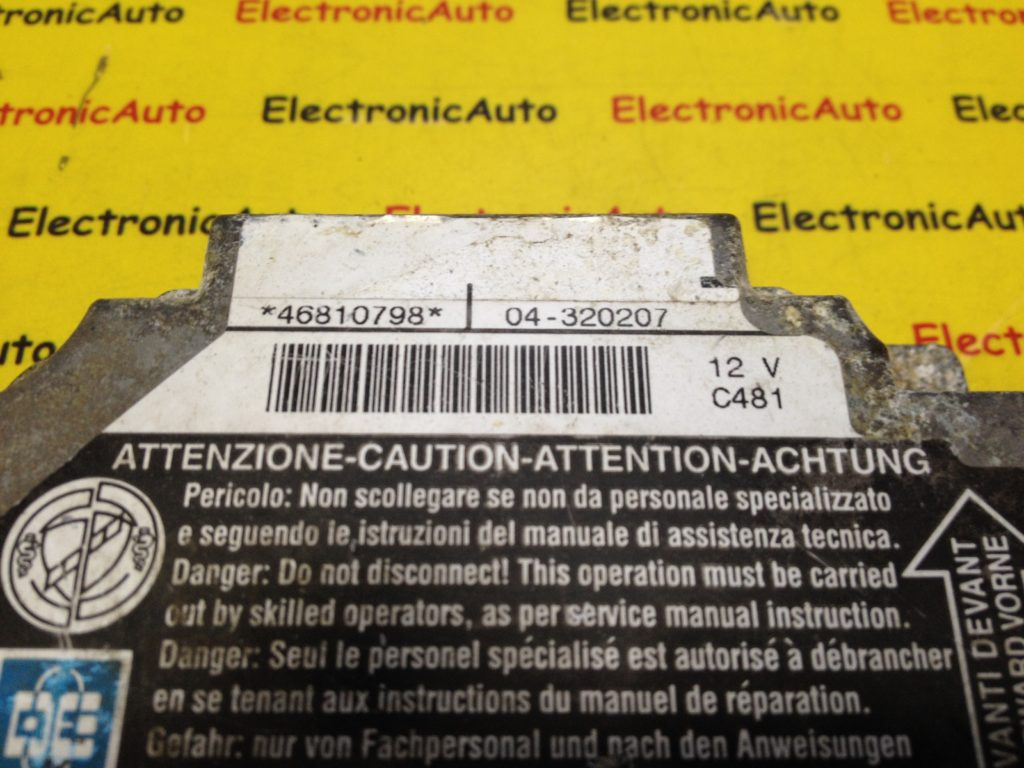 ElectronicAuto ElectronicAuto ElectronicAuto
ElectronicAuto ElectronicAuto
ElectronicAuto
*46810798* 04-320207
12 V
C481
ATTENZIONE-CAUTION-ATTENTION-ACHTUNG
Pericolo: Non scollegare se non da personale specializzato
e seguendo le istruzioni del manuale di assistenza tecnica.
Danger: Do not disconnect! This operation must be carried
out by skilled operators, as per service manual instruction.
Danger: Seul le personel spécialisé est autorisé à débrancher
en se tenant aux instructions du manuel de réparation.
Gefahr: nur von Fachpersonal und nach den Anweisungen
DEVANT
VORNE